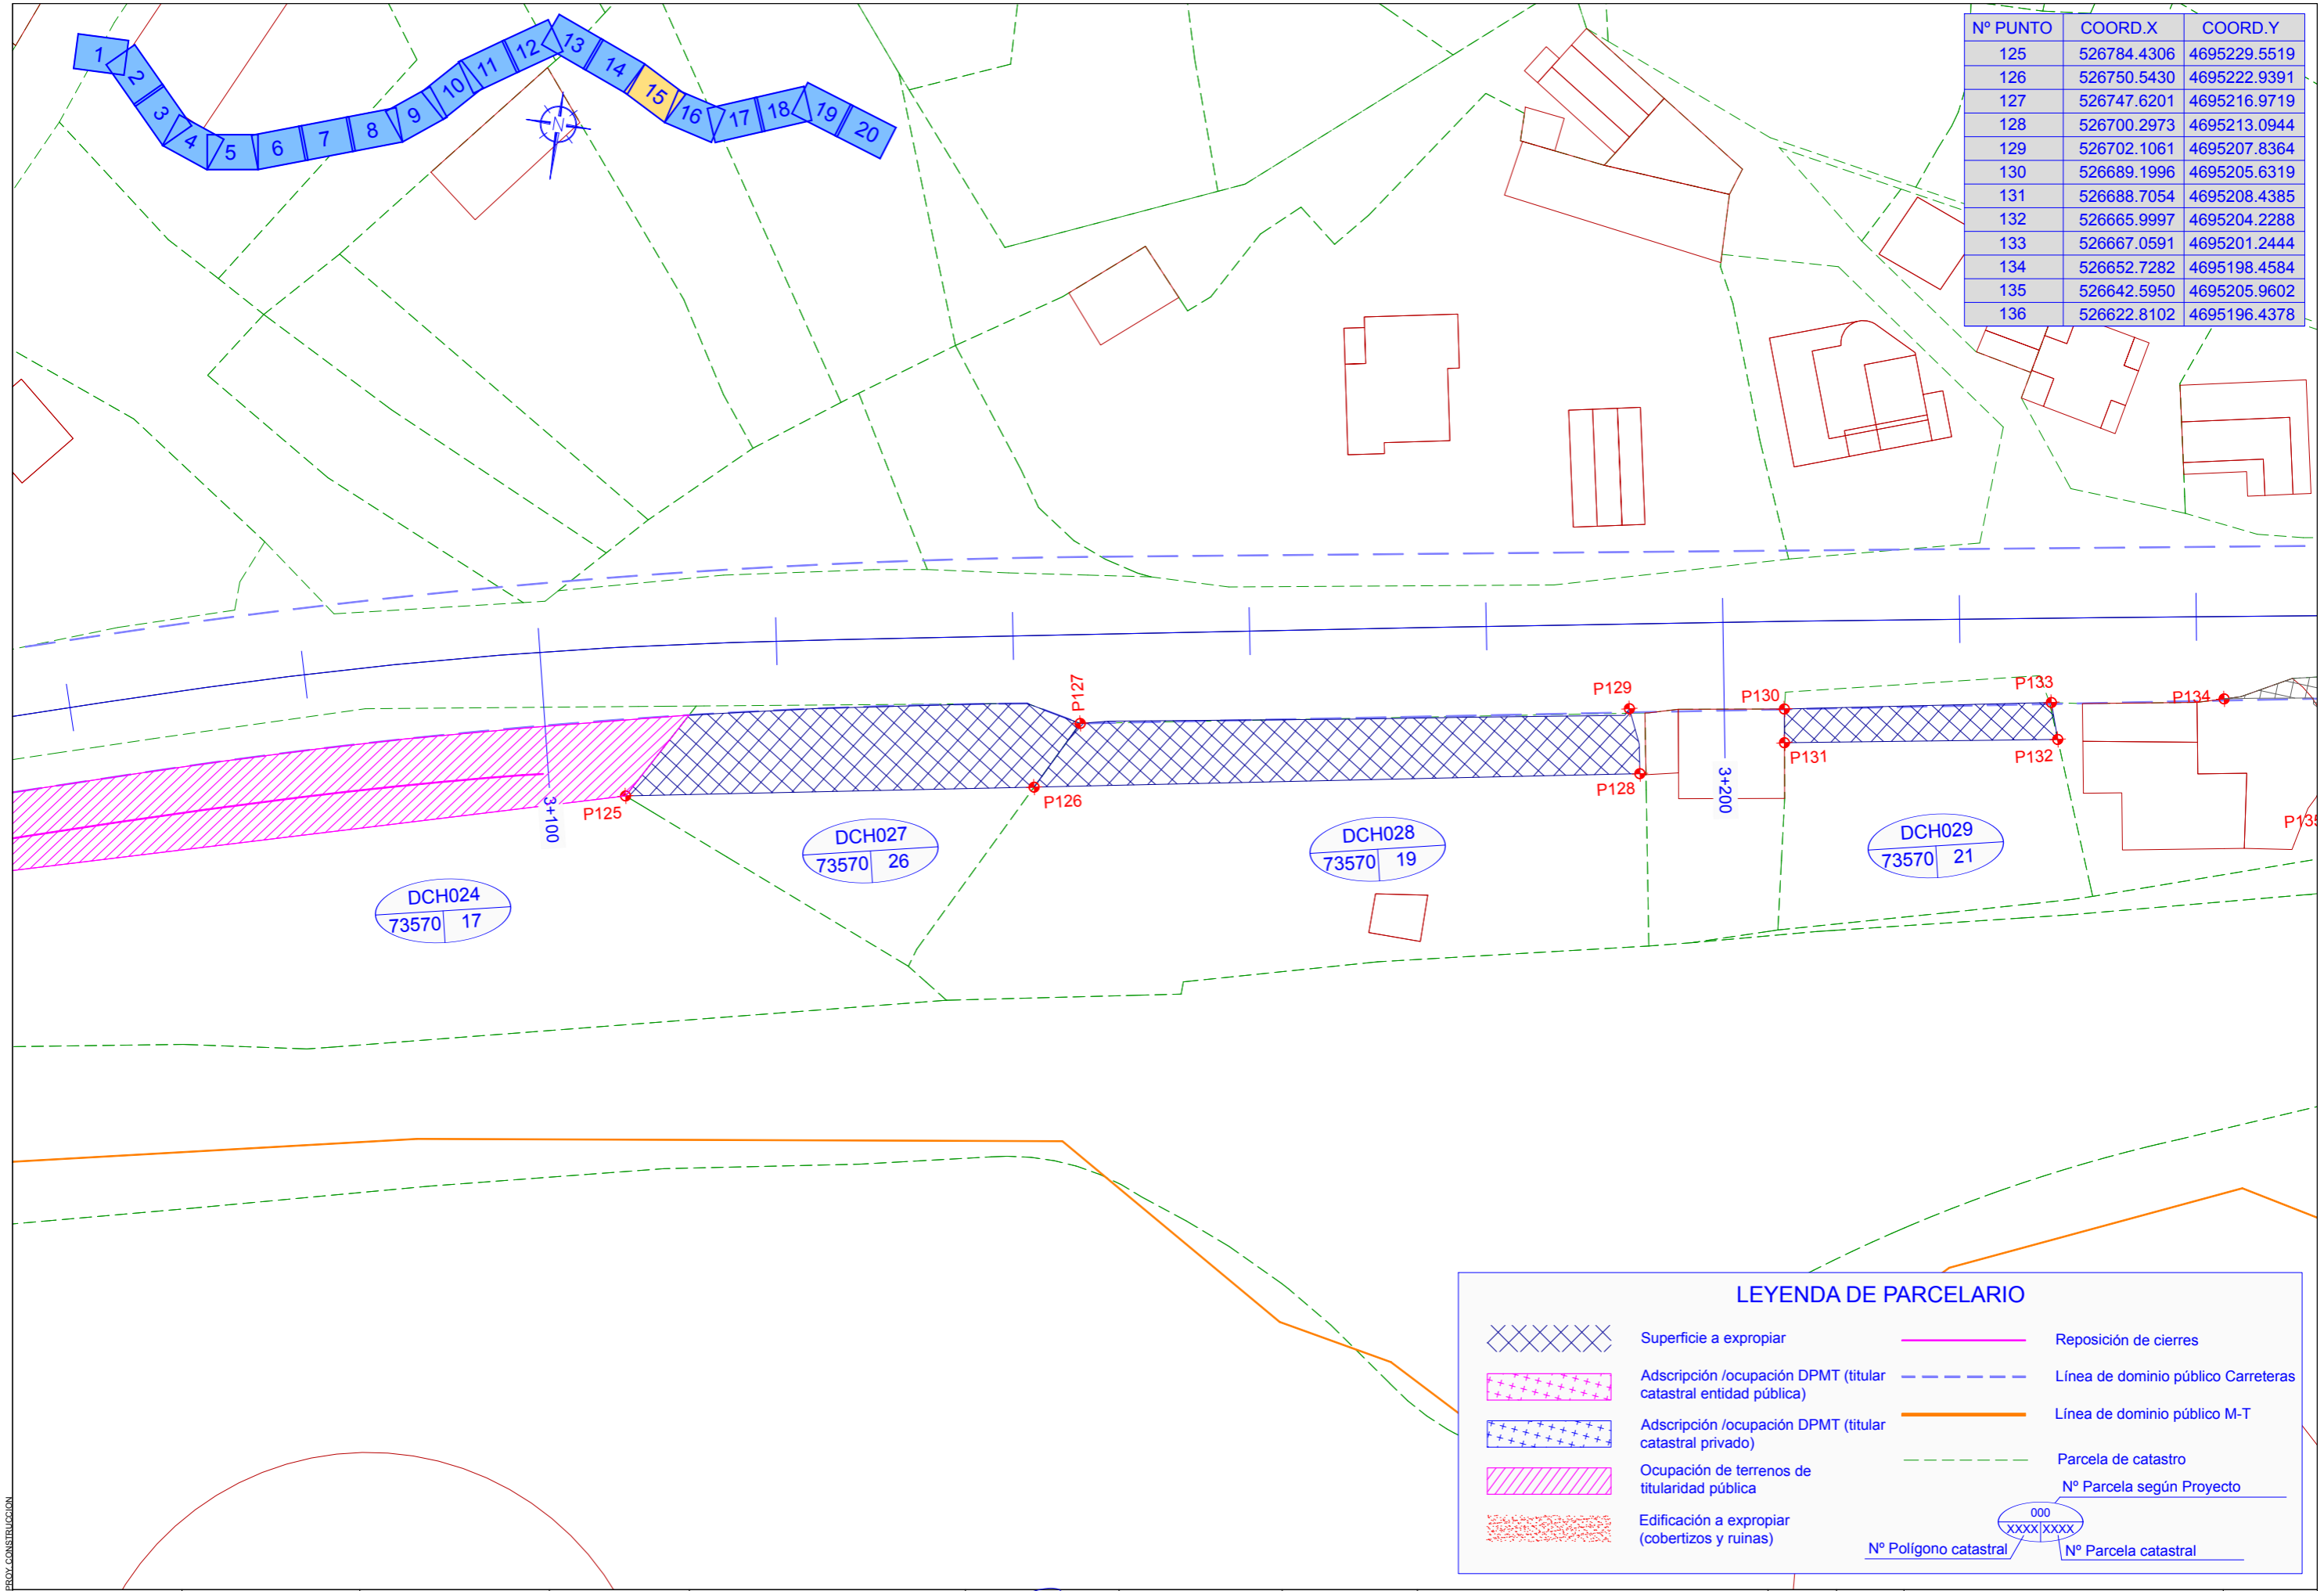 1
2
3
4
5
6
7
8
9
10
11
12
13
14
15
16
17
18
19
20
N
Nº PUNTO COORD.X COORD.Y
125 526784.4306 4695229.5519
126 526750.5430 4695222.9391
127 526747.6201 4695216.9719
128 526700.2973 4695213.0944
129 526702.1061 4695207.8364
130 526689.1996 4695205.6319
131 526688.7054 4695208.4385
132 526665.9997 4695204.2288
133 526667.0591 4695201.2444
134 526652.7282 4695198.4584
135 526642.5950 4695205.9602
136 526622.8102 4695196.4378
P127
P129
P130
P133
P134
P125
P126
P128
P131
P132
P135
3+100
3+200
DCH027
73570 26
DCH028
73570 19
DCH029
73570 21
DCH024
73570 17
LEYENDA DE PARCELARIO
Superficie a expropiar
Adscripción /ocupación DPMT (titular
catastral entidad pública)
Adscripción /ocupación DPMT (titular
catastral privado)
Ocupación de terrenos de
titularidad pública
Edificación a expropiar
(cobertizos y ruinas)
Reposición de cierres
Línea de dominio público Carreteras
Línea de dominio público M-T
Parcela de catastro
Nº Parcela según Proyecto
000
XXXX XXXX
Nº Polígono catastral
Nº Parcela catastral
PROY. CONSTRUCCION